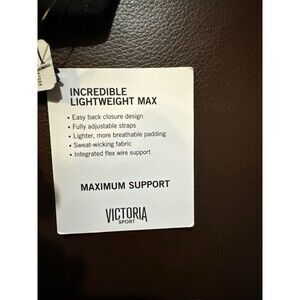 INCREDIBLE
LIGHTWEIGHT MAX
• Easy back closure design
• Fully adjustable straps
• Lighter, more breathable padding
• Sweat-wicking fabric
• Integrated flex wire support
MAXIMUM SUPPORT
VICTORIA
SPORT